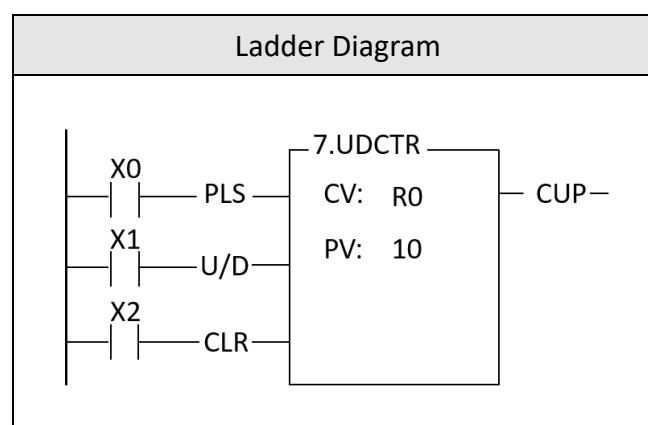 Ladder Diagram
7.UDCTR
X0
PLS
CV: R0
CUP
X1
U/D
PV: 10
X2
CLR